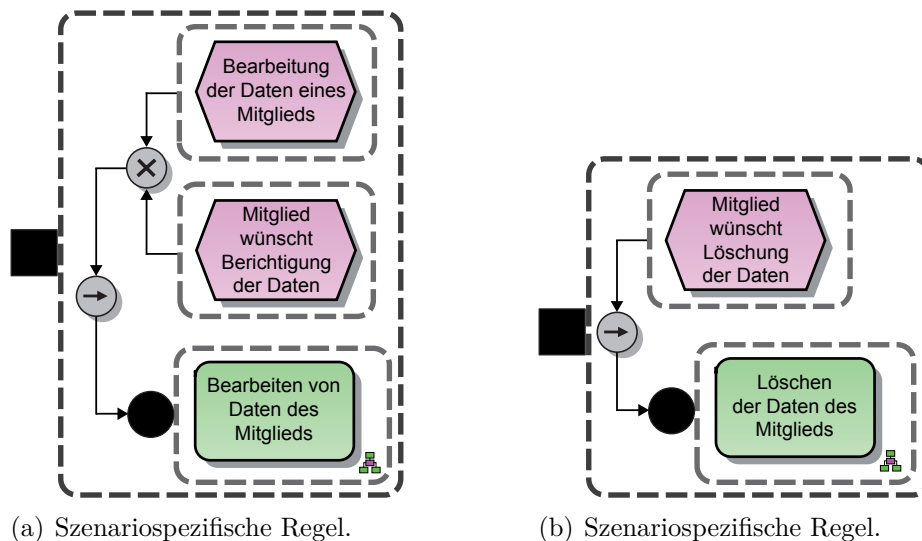 Bearbeitung
der Daten eines
Mitglieds
Mitglied
wünscht
Berichtigung
der Daten
Bearbeiten von
Daten des
Mitglieds
(a) Szenariospezifische Regel.
Mitglied
wünscht
Löschung
der Daten
Löschen
der Daten des
Mitglieds
(b) Szenariospezifische Regel.